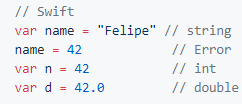 // Swift
var name = "Felipe" // string
name = 42 // Error
var n = 42 // int
var d = 42.0 // double